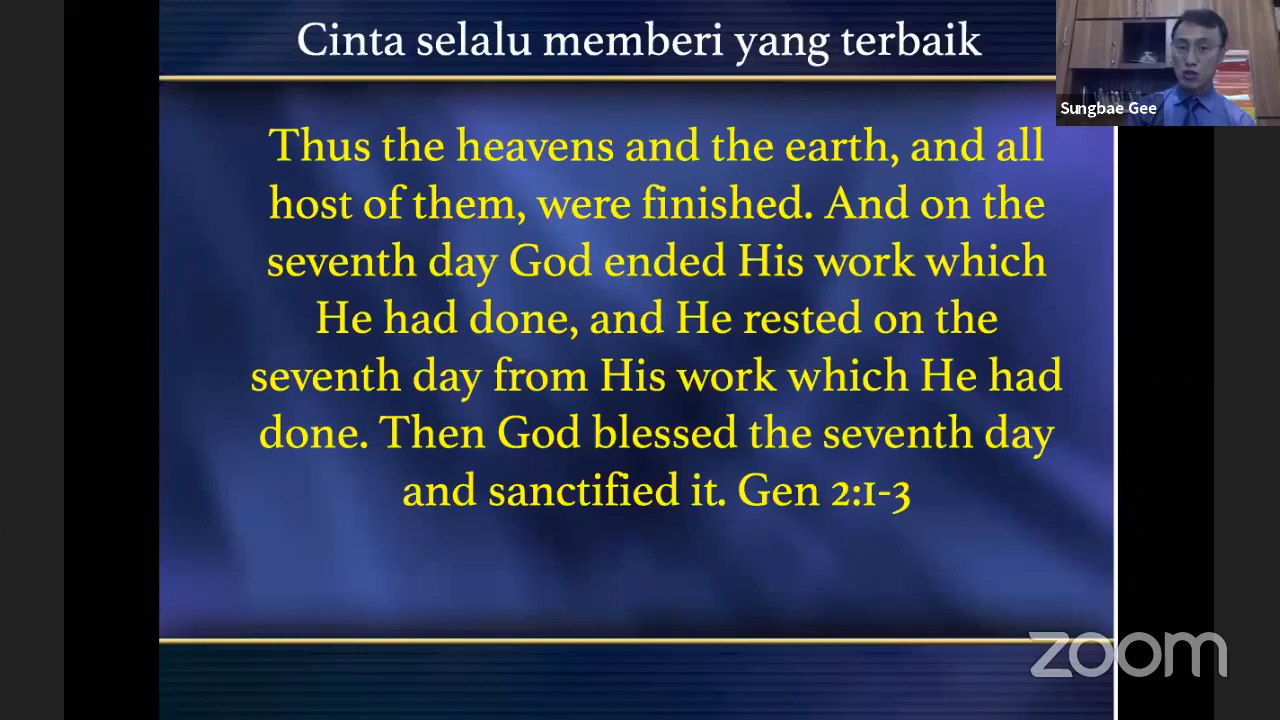 Cinta selalu memberi yang terbaik
Thus the heavens and the earth, and all
host of them, were finished. And on the
seventh day God ended His work which
He had done, and He rested on the
seventh day from His work which He had
done. Then God blessed the seventh day
and sanctified it. Gen 2:1-3
Sungbae Gee
zoom